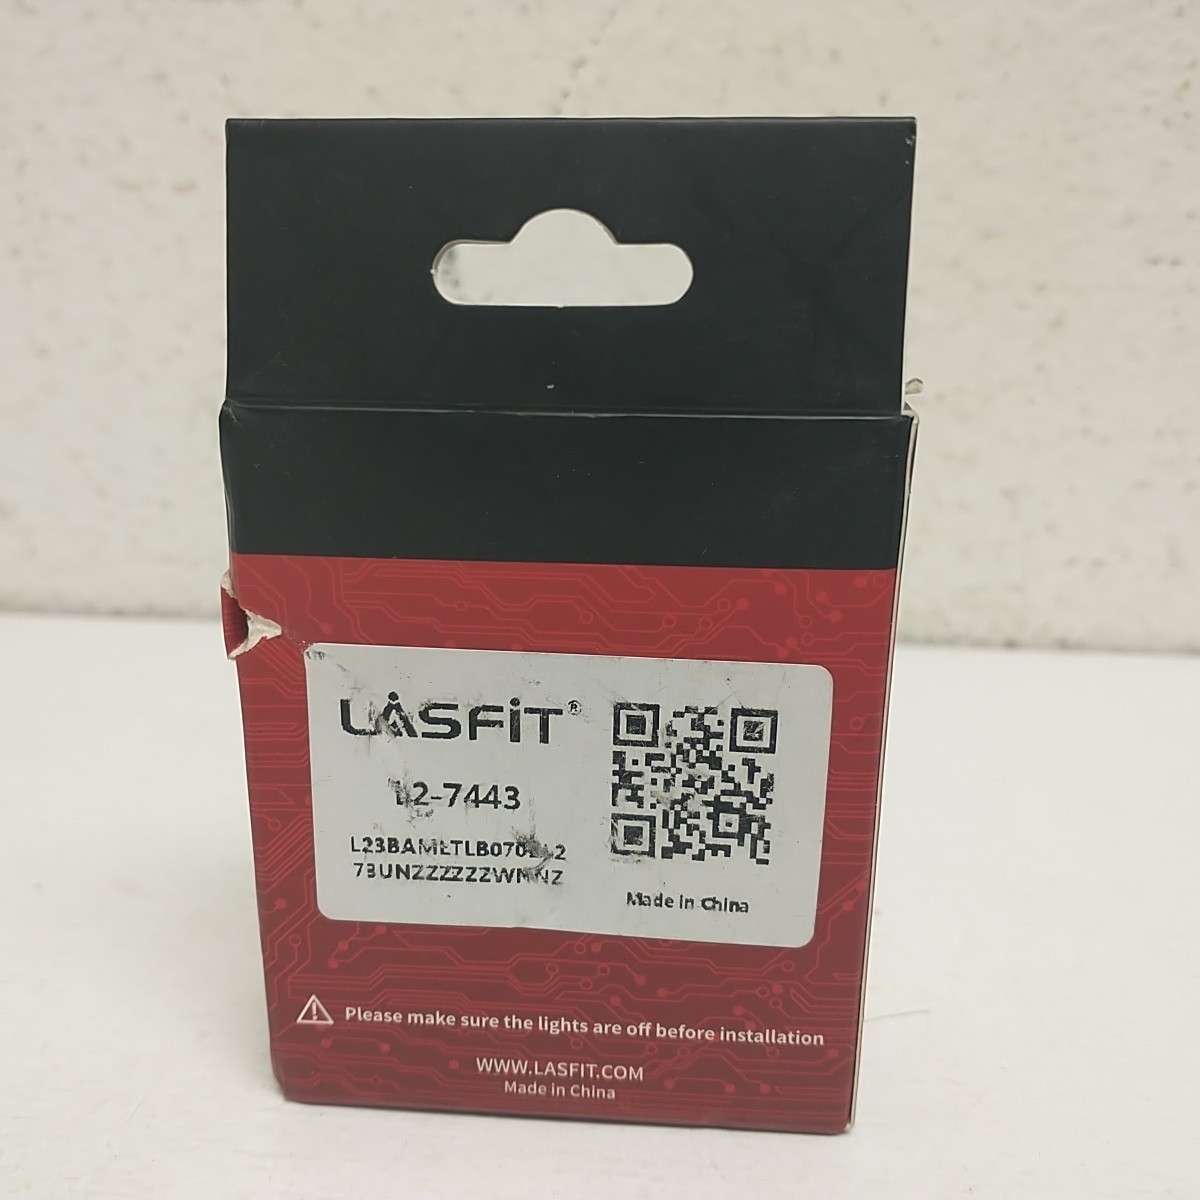 LASFiT®
2-7443
Made in China
Please make sure the lights are off before installation
WWW.LASFIT.COM
Made in China